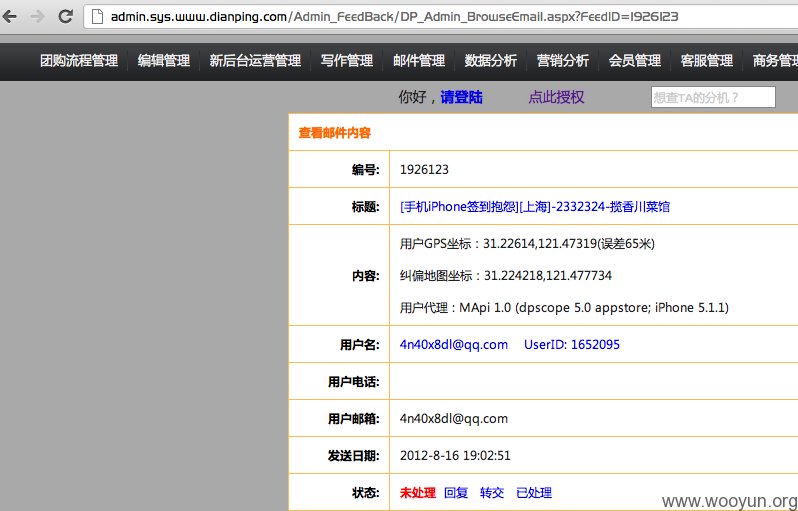 admin.sys.www.dianping.com/Admin_FeedBack/DP_Admin_BrowseEmail.aspx?FeedID=1926123
团购流程管理 编辑管理 新后台运营管理 写作管理 邮件管理 数据分析 营销分析 会员管理 客服管理 商务管理
你好，请登陆 点此授权 想查TA的分机？
查看邮件内容
编号: 1926123
标题: [手机iPhone签到抱怨][上海]-2332324-揽香川菜馆
用户GPS坐标：31.22614,121.47319(误差65米)
内容: 纠偏地图坐标：31.224218,121.477734
用户代理：MApi 1.0 (dpscope 5.0 appstore; iPhone 5.1.1)
用户名: 4n40x8dl@qq.com UserID: 1652095
用户电话:
用户邮箱: 4n40x8dl@qq.com
发送日期: 2012-8-16 19:02:51
状态: 未处理 回复 转交 已处理
www.wooyun.org